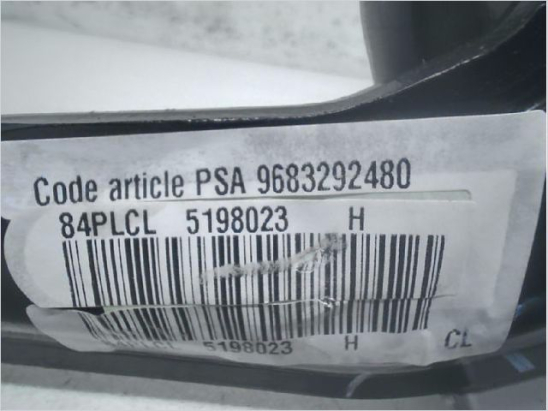 Code article PSA 9683292480
84PLCL 5198023 H
5198023 H CL